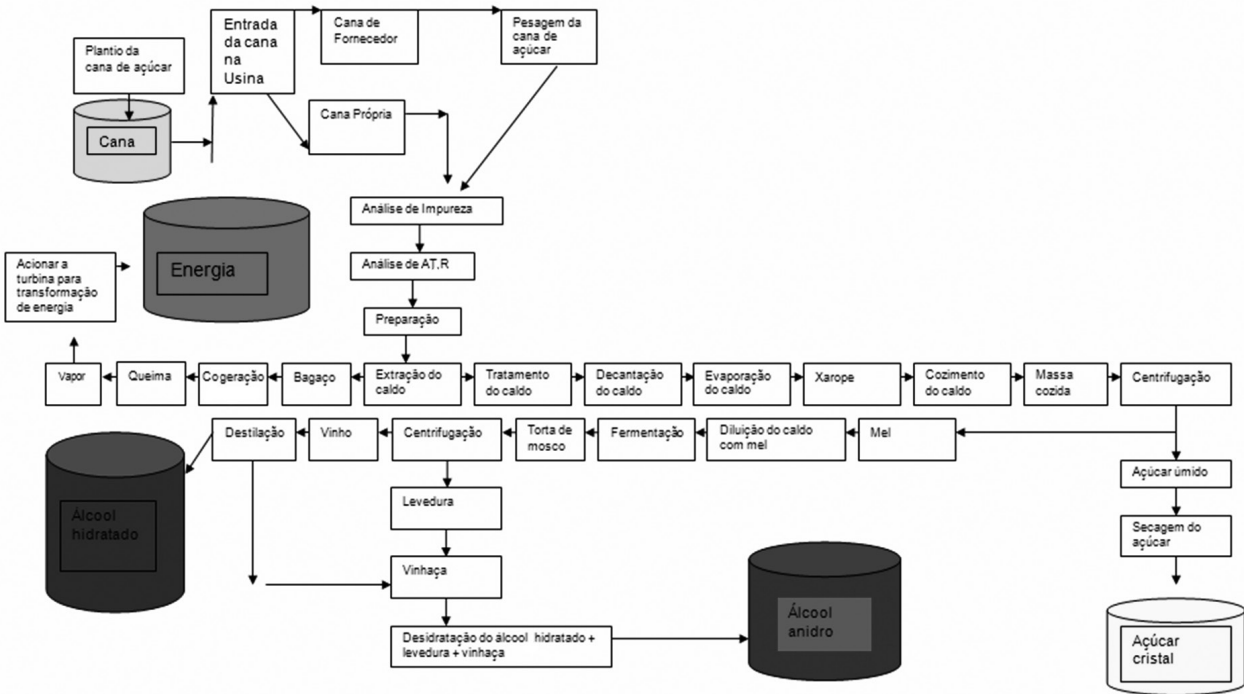 Plantio da
cana de açúcar
Cana
Entrada
da cana
na
Usina
Cana de
Fornecedor
Pesagem da
cana de
açúcar
Cana Própria
Análise de Impureza
Análise de AT,R
Preparação
Acionar a
turbina para
transformação
de energia
Energia
Vapor
Queima
Cogeração
Bagaço
Extração do
caldo
Tratamento
do caldo
Decantação
do caldo
Evaporação
do caldo
Xarope
Cozimento
do caldo
Massa
cozida
Centrifugação
Destilação
Vinho
Centrifugação
Torta de
mosco
Fermentação
Diluição do caldo
com mel
Mel
Açúcar úmido
Álcool
hidratado
Levedura
Secagem do
açúcar
Vinhaça
Desidratação do álcool hidratado +
levedura + vinhaça
Álcool
anidro
Açúcar
cristal